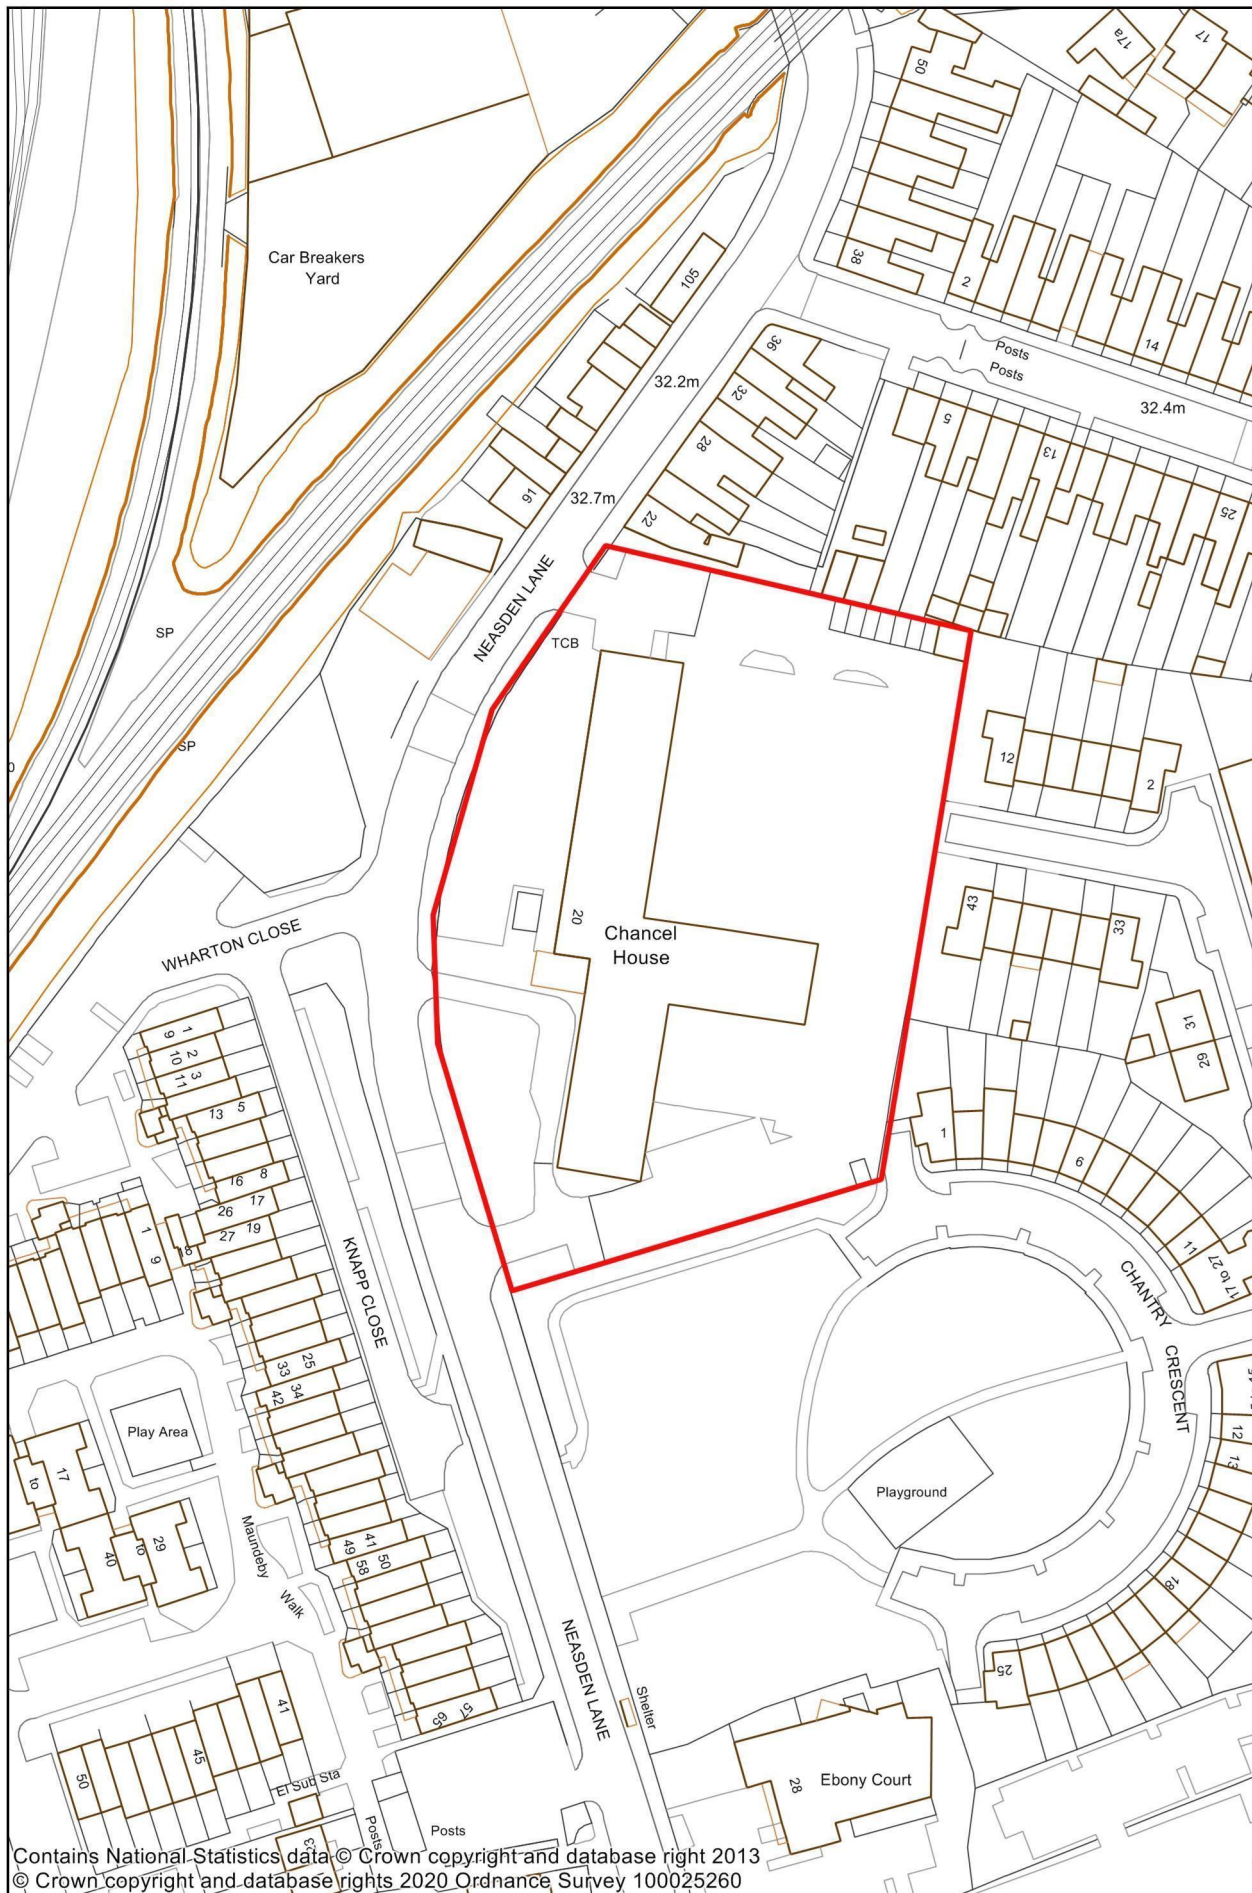 50
17a
17
Car Breakers
Yard
105
38
2
14
36
Posts
Posts
32.2m
32
32.4m
5
28
13
91
32.7m
22
25
NEASDEN LANE
SP
TCB
SP
12
2
0
43
33
20
Chancel
House
WHARTON CLOSE
31
29
9 1
10 2
11 3
13 5
1
6
16 8
26 17
27 19
1
9
18
11
17 to 27
KNAPP CLOSE
CHANTRY
CRESCENT
33 25
42 34
12
13
Play Area
17
to
Playground
41
49 50
58
29
to
40
Maundeby
Walk
18
NEASDEN LANE
25
Shelter
57
65
41
45
50
El Sub Sta
28
Ebony Court
Posts
Posts
53
Contains National Statistics data © Crown copyright and database right 2013
© Crown copyright and database rights 2020 Ordnance Survey 100025260